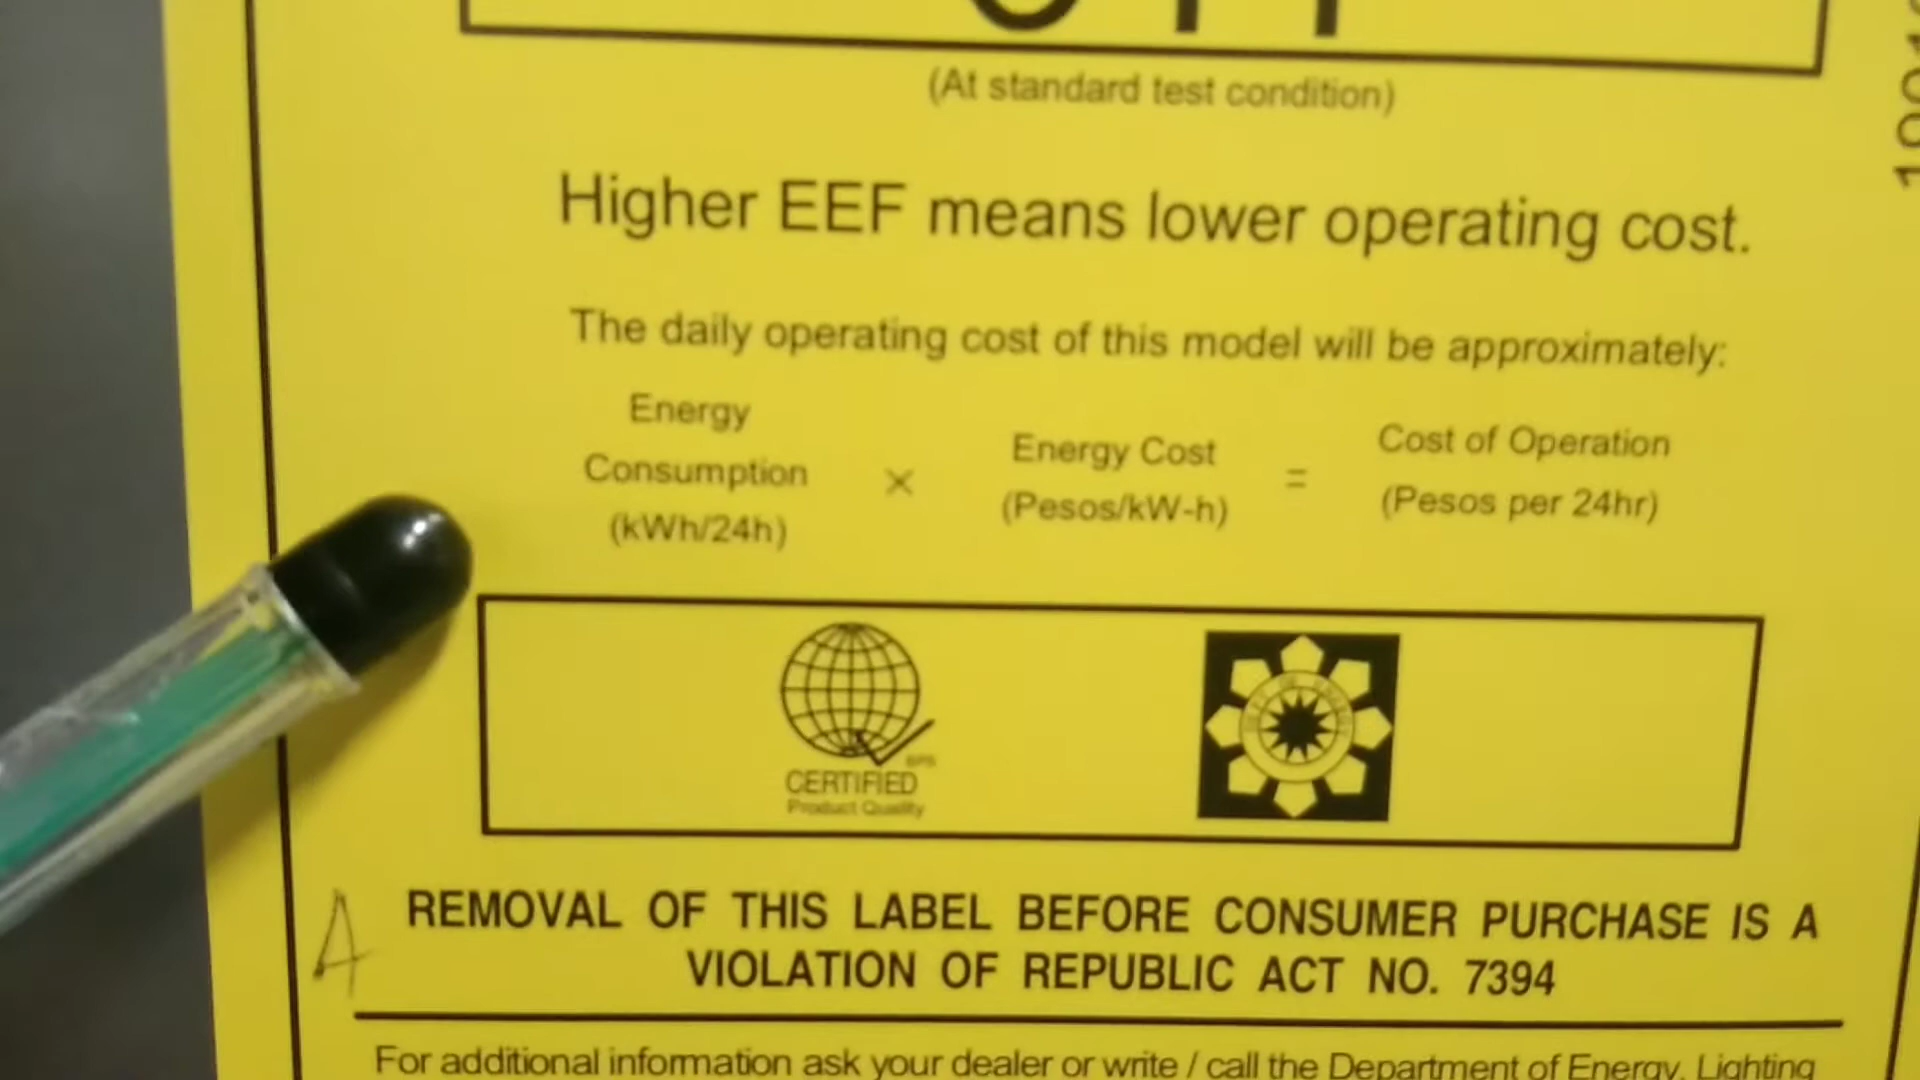 (At standard test condition)
Higher EEF means lower operating cost.
The daily operating cost of this model will be approximately:
Energy
Consumption
(kWh/24h)
×
Energy Cost
(Pesos/kW-h)
=
Cost of Operation
(Pesos per 24hr)
BPS
CERTIFIED
Product Quality
A
REMOVAL OF THIS LABEL BEFORE CONSUMER PURCHASE IS A
VIOLATION OF REPUBLIC ACT NO. 7394
For additional information ask your dealer or write / call the Department of Energy, Lighting